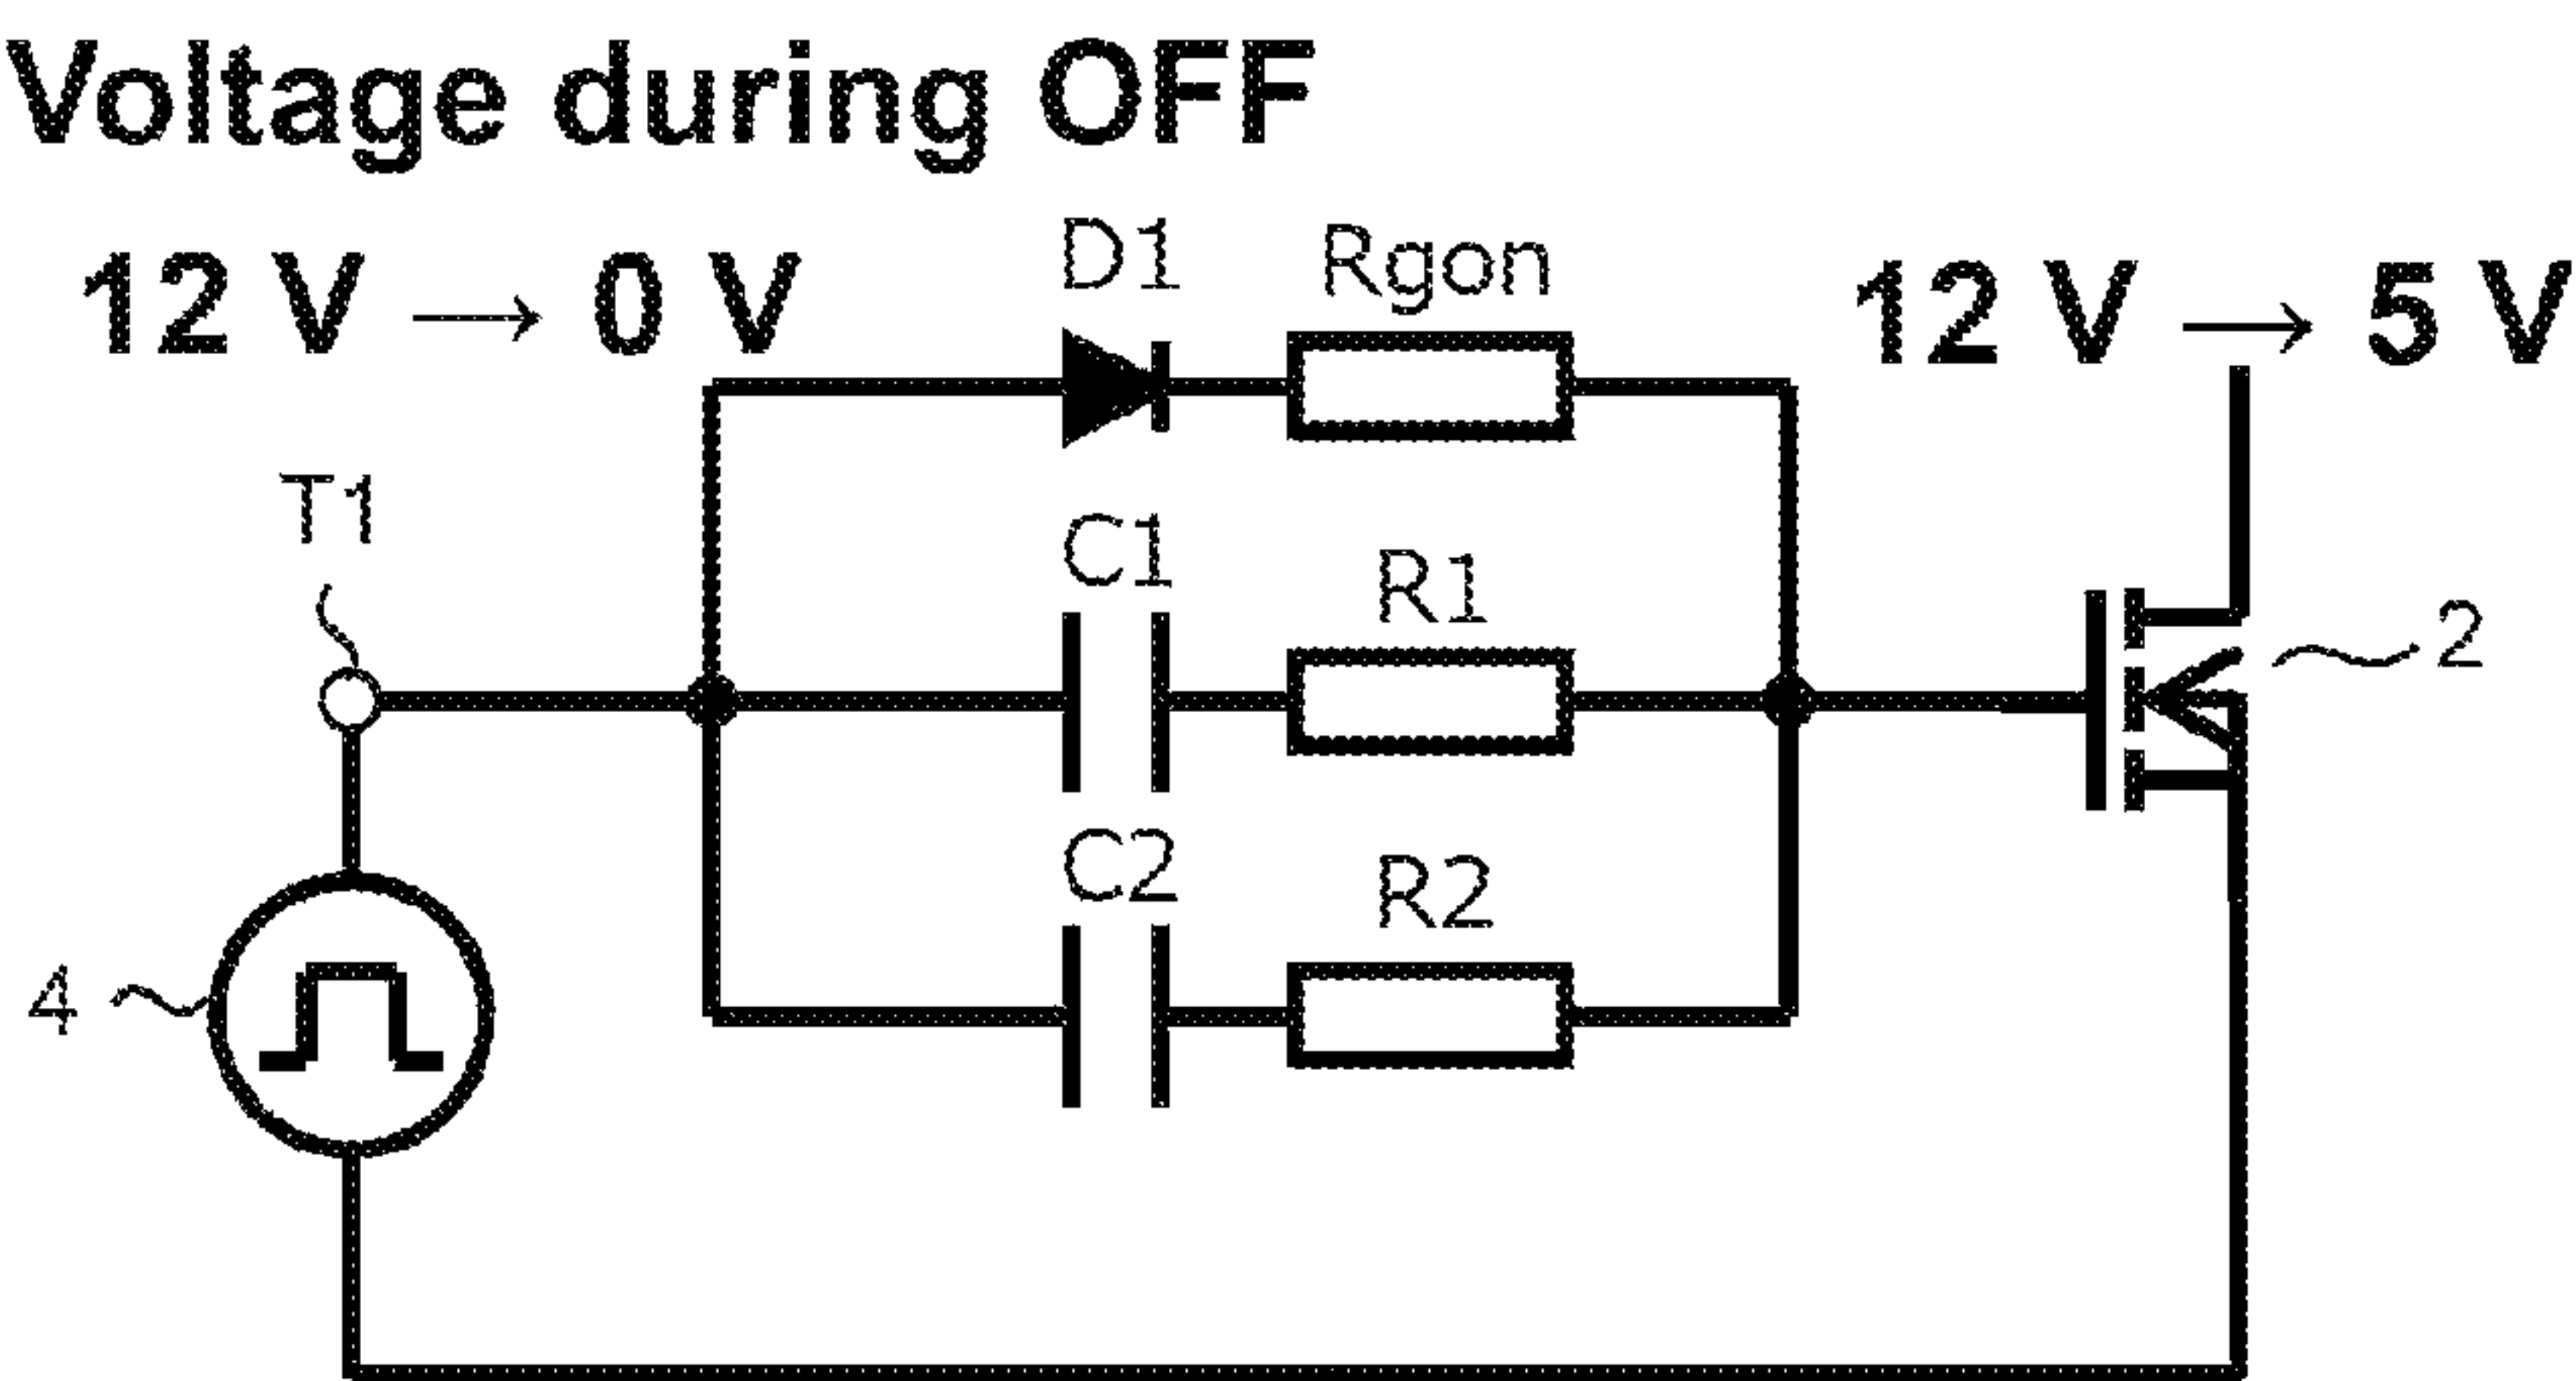 Voltage during OFF
12 V → 0 V
D1
Rgon
12 V → 5 V
T1
C1
R1
2
C2
R2
4